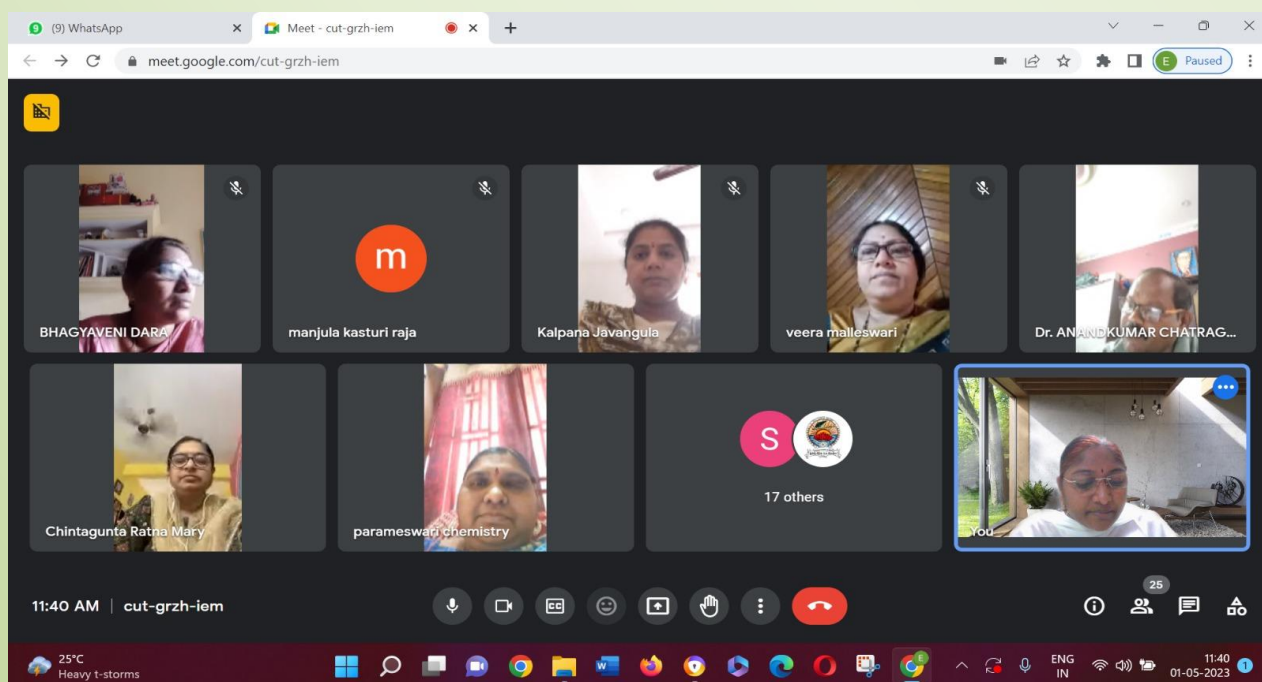 (9) WhatsApp
Meet - cut-grzh-iem
meet.google.com/cut-grzh-iem
E Paused
BHAGYAVENI DARA
m
manjula kasturi raja
Kalpana Javangula
veera malleswari
Dr. ANANDKUMAR CHATRAG...
Chintagunta Ratna Mary
parameswari chemistry
S
17 others
You
11:40 AM | cut-grzh-iem
CC
25
25°C
Heavy t-storms
ENG
IN
11:40
01-05-2023
1